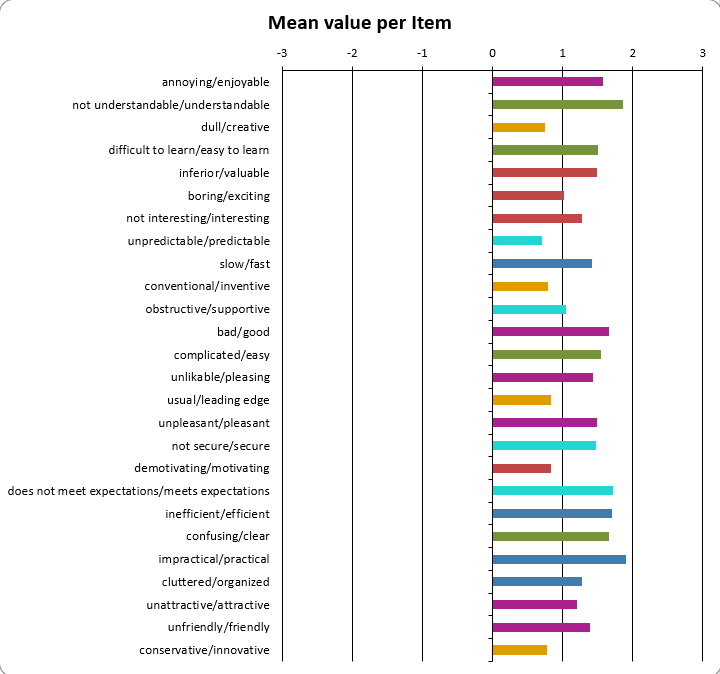 Mean value per Item
-3 -2 -1 0 1 2 3
annoying/enjoyable
not understandable/understandable
dull/creative
difficult to learn/easy to learn
inferior/valuable
boring/exciting
not interesting/interesting
unpredictable/predictable
slow/fast
conventional/inventive
obstructive/supportive
bad/good
complicated/easy
unlikable/pleasing
usual/leading edge
unpleasant/pleasant
not secure/secure
demotivating/motivating
does not meet expectations/meets expectations
inefficient/efficient
confusing/clear
impractical/practical
cluttered/organized
unattractive/attractive
unfriendly/friendly
conservative/innovative